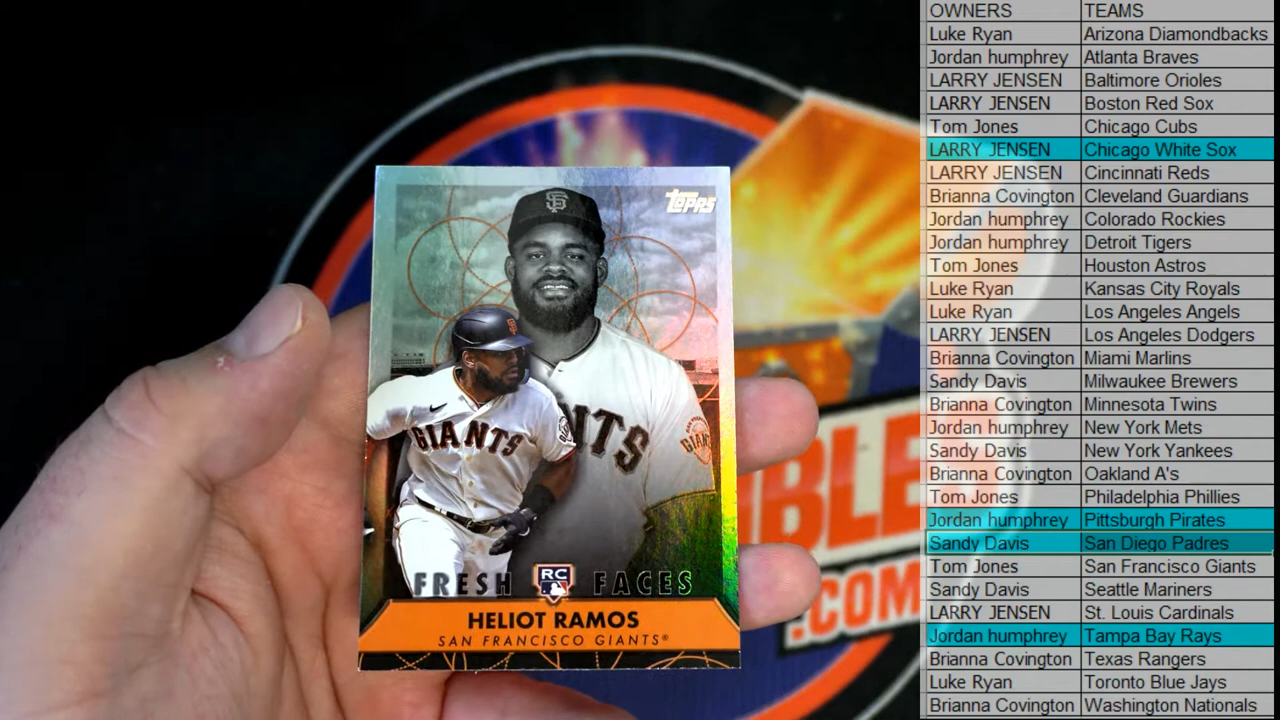 OWNERS TEAMS
Luke Ryan Arizona Diamondbacks
Jordan humphrey Atlanta Braves
LARRY JENSEN Baltimore Orioles
LARRY JENSEN Boston Red Sox
Tom Jones Chicago Cubs
LARRY JENSEN Chicago White Sox
LARRY JENSEN Cincinnati Reds
Brianna Covington Cleveland Guardians
Jordan humphrey Colorado Rockies
Jordan humphrey Detroit Tigers
Tom Jones Houston Astros
Luke Ryan Kansas City Royals
Luke Ryan Los Angeles Angels
LARRY JENSEN Los Angeles Dodgers
Brianna Covington Miami Marlins
Sandy Davis Milwaukee Brewers
Brianna Covington Minnesota Twins
Jordan humphrey New York Mets
Sandy Davis New York Yankees
Brianna Covington Oakland A's
Tom Jones Philadelphia Phillies
Jordan humphrey Pittsburgh Pirates
Sandy Davis San Diego Padres
Tom Jones San Francisco Giants
Sandy Davis Seattle Mariners
LARRY JENSEN St. Louis Cardinals
Jordan humphrey Tampa Bay Rays
Brianna Covington Texas Rangers
Luke Ryan Toronto Blue Jays
Brianna Covington Washington Nationals
Topps
SF
GIANTS
FRESH RC FACES
HELIOT RAMOS
SAN FRANCISCO GIANTS®
.COM